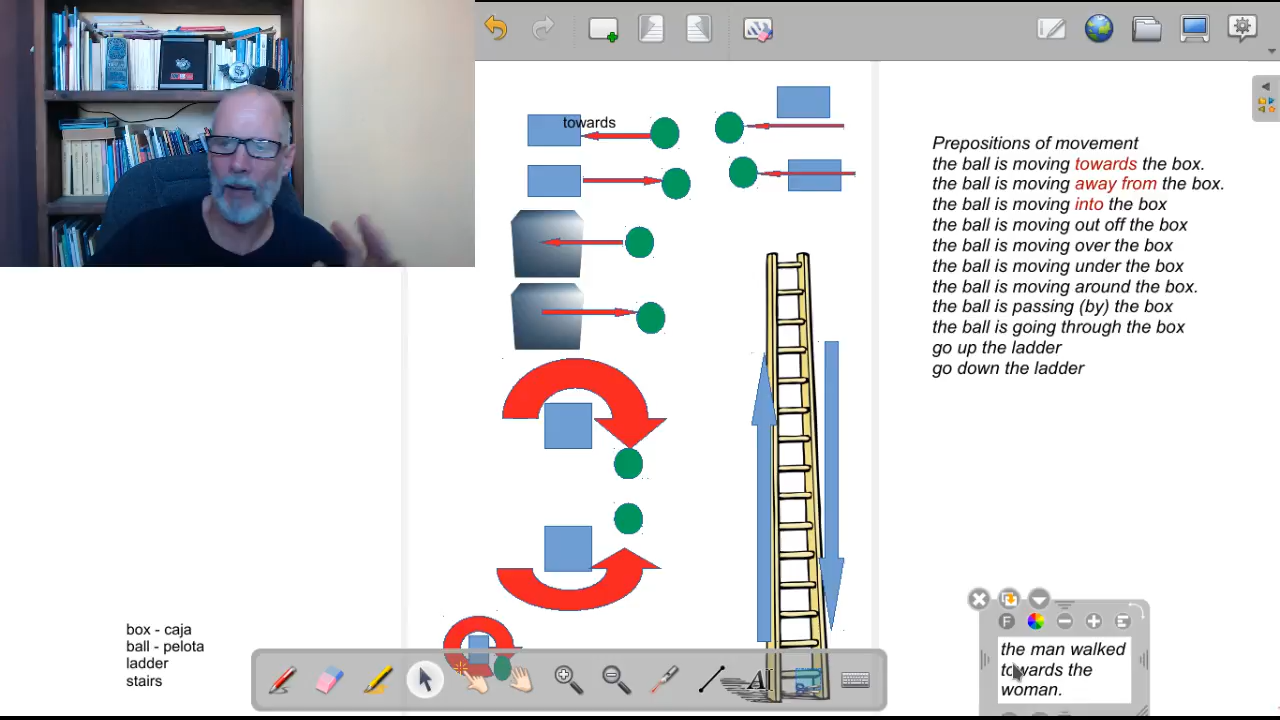 towards
Prepositions of movement
the ball is moving towards the box.
the ball is moving away from the box.
the ball is moving into the box
the ball is moving out off the box
the ball is moving over the box
the ball is moving under the box
the ball is moving around the box.
the ball is passing (by) the box
the ball is going through the box
go up the ladder
go down the ladder
box - caja
ball - pelota
ladder
stairs
F
the man walked
towards the
woman.
AI